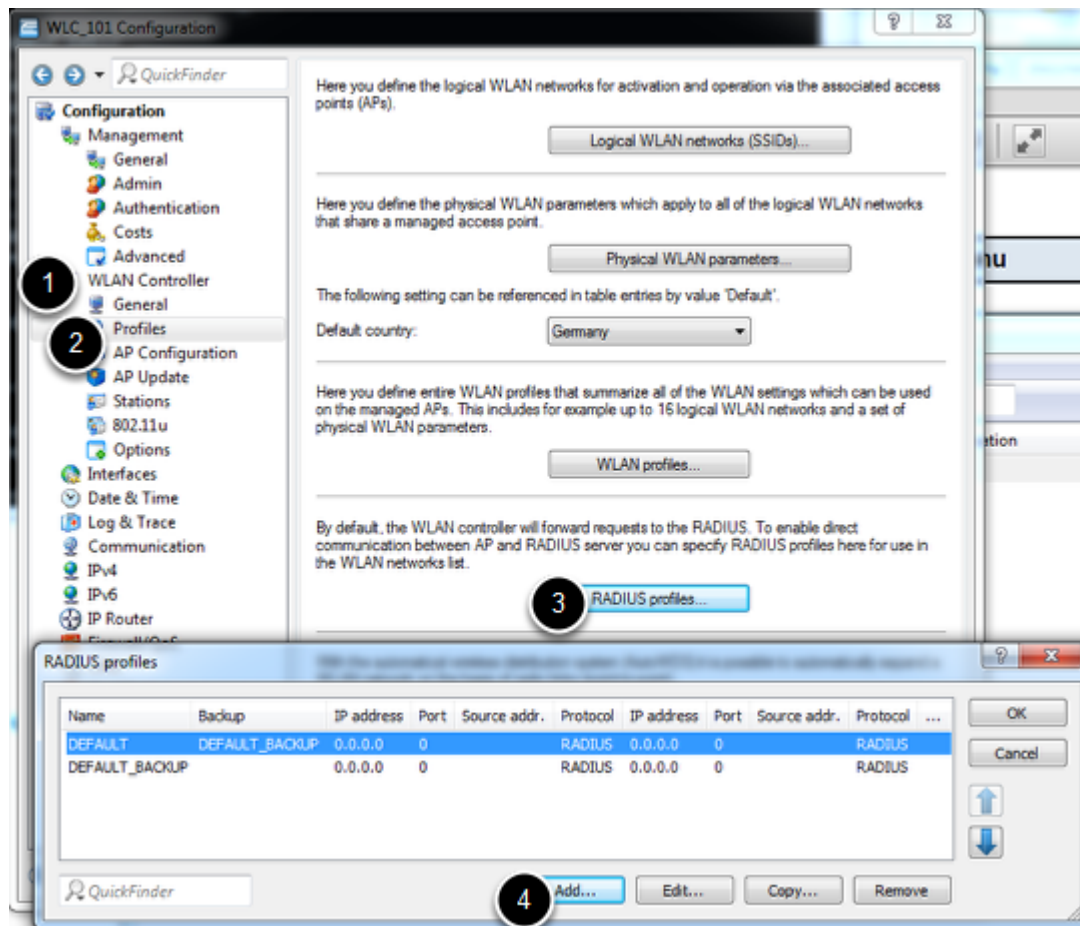 WLC_101 Configuration
QuickFinder
Configuration
Management
General
Admin
Authentication
Costs
Advanced
1
WLAN Controller
General
Profiles
2
AP Configuration
AP Update
Stations
802.11u
Options
Interfaces
Date & Time
Log & Trace
Communication
IPv4
IPv6
IP Router
Here you define the logical WLAN networks for activation and operation via the associated access
points (APs).
Logical WLAN networks (SSIDs)...
Here you define the physical WLAN parameters which apply to all of the logical WLAN networks
that share a managed access point.
Physical WLAN parameters...
The following setting can be referenced in table entries by value 'Default'.
Default country: Germany
Here you define entire WLAN profiles that summarize all of the WLAN settings which can be used
on the managed APs. This includes for example up to 16 logical WLAN networks and a set of
physical WLAN parameters.
WLAN profiles...
By default, the WLAN controller will forward requests to the RADIUS. To enable direct
communication between AP and RADIUS server you can specify RADIUS profiles here for use in
the WLAN networks list.
3 RADIUS profiles...
nu
ation
RADIUS profiles
Name Backup IP address Port Source addr. Protocol IP address Port Source addr. Protocol ...
DEFAULT DEFAULT_BACKUP 0.0.0.0 0 RADIUS 0.0.0.0 0 RADIUS
DEFAULT_BACKUP 0.0.0.0 0 RADIUS 0.0.0.0 0 RADIUS
OK
Cancel
QuickFinder
4 Add... Edit... Copy... Remove